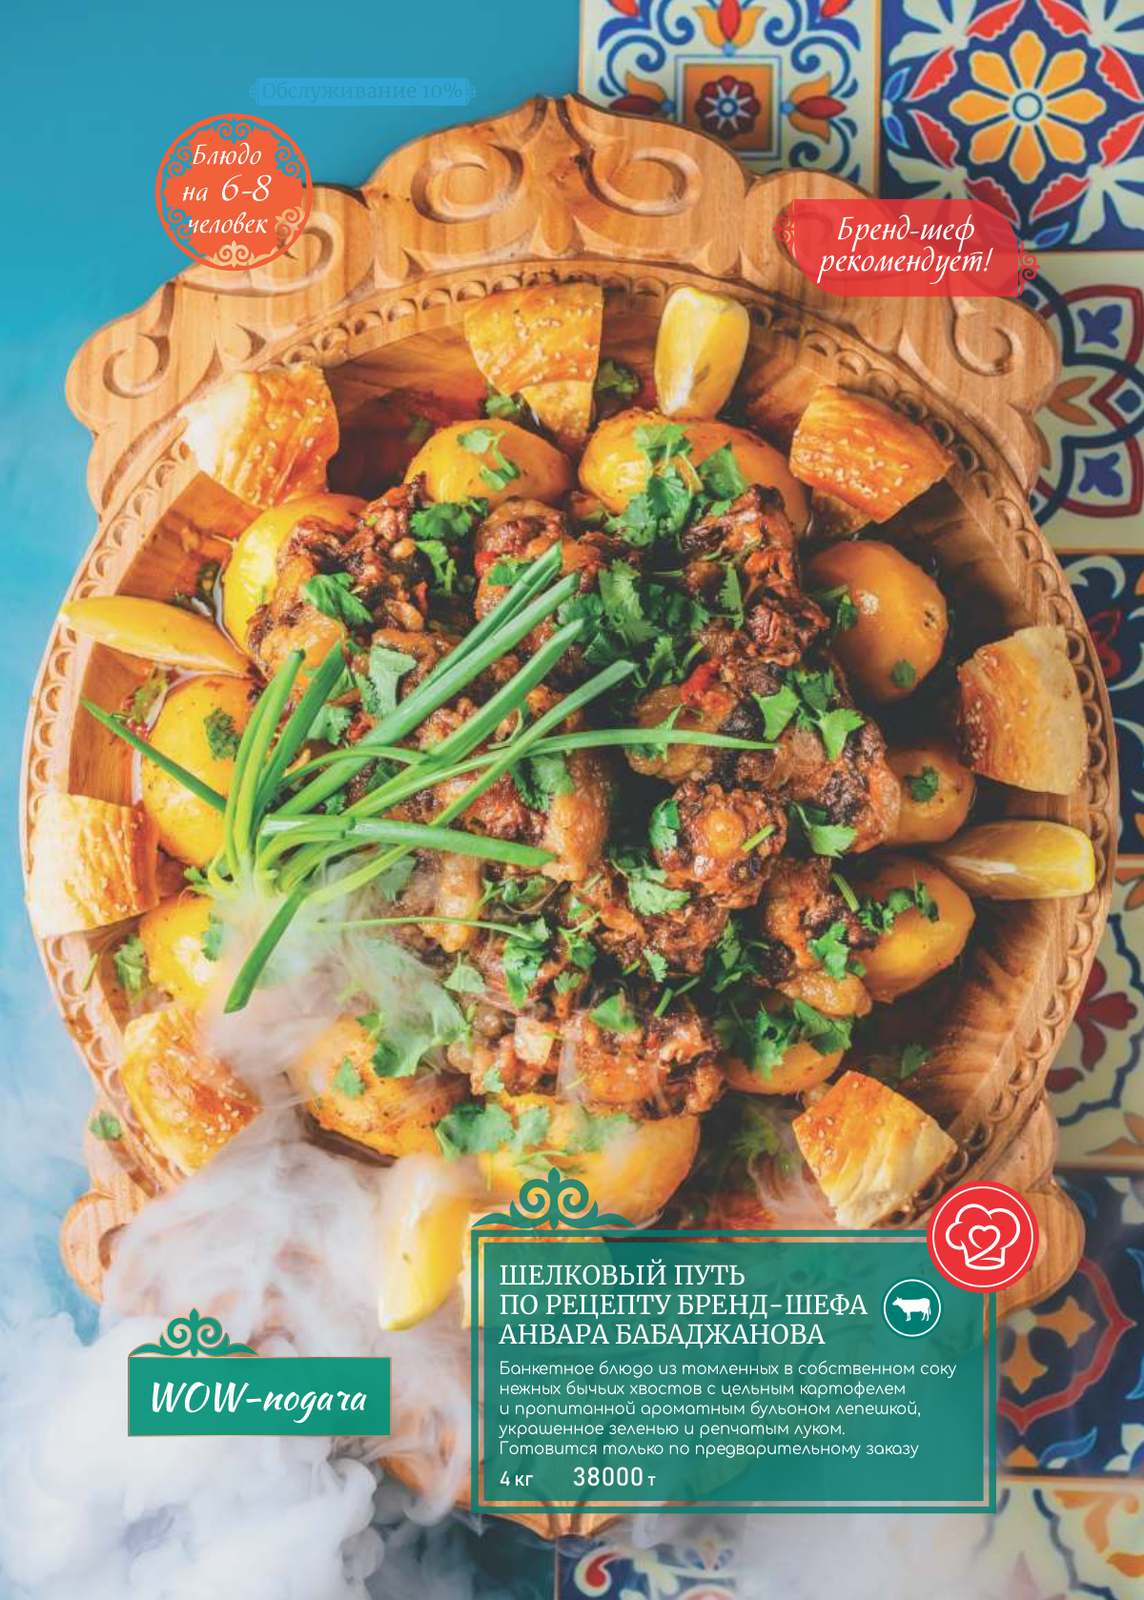 Обслуживание 10%
Блюдо
на 6-8
человек
Бренд-шеф
рекомендует!
ШЕЛКОВЫЙ ПУТЬ
ПО РЕЦЕПТУ БРЕНД-ШЕФА
АНВАРА БАБАДЖАНОВА
Банкетное блюдо из томленных в собственном соку
нежных бычьих хвостов с цельным картофелем
и пропитанной ароматным бульоном лепешкой,
украшенное зеленью и репчатым луком.
Готовится только по предварительному заказу
4 кг 38000 т
WOW-подача